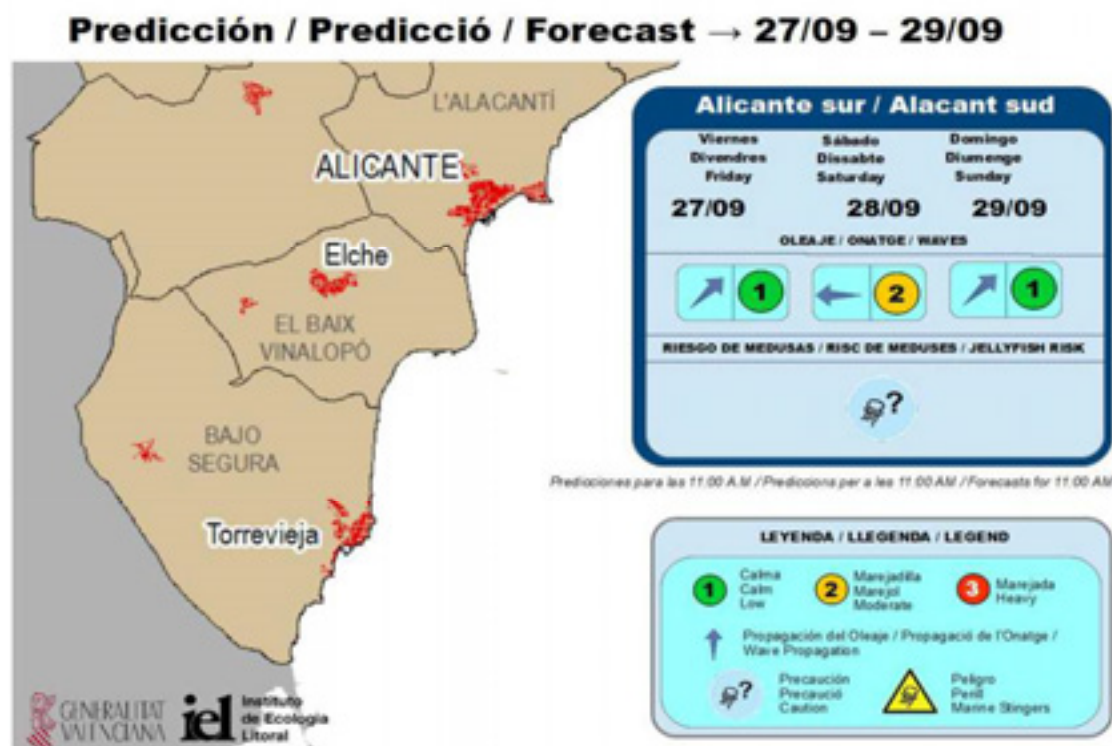 Predicción / Predicció / Forecast → 27/09 – 29/09
L'ALACANTÍ
ALICANTE
Elche
EL BAIX
VINALOPÓ
BAJO
SEGURA
Torrevieja
GENERALITAT
VALENCIANA
iel
Instituto
de Ecología
Litoral
Alicante sur / Alacant sud
Viernes
Divendres
Friday
27/09
Sábado
Dissabte
Saturday
28/09
Domingo
Diumenge
Sunday
29/09
OLEAJE / ONATGE / WAVES
1
2
1
RIESGO DE MEDUSAS / RISC DE MEDUSES / JELLYFISH RISK
?
Predicciones para las 11:00 A.M / Prediccions per a les 11:00 AM / Forecasts for 11:00 AM
LEYENDA / LLEGENDA / LEGEND
1
Calma
Calm
Low
2
Marejadilla
Marejol
Moderate
3
Marejada
Heavy
Propagación del Oleaje / Propagació de l'Onatge /
Wave Propagation
?
Precaución
Precaució
Caution
Peligro
Perill
Marine Stingers